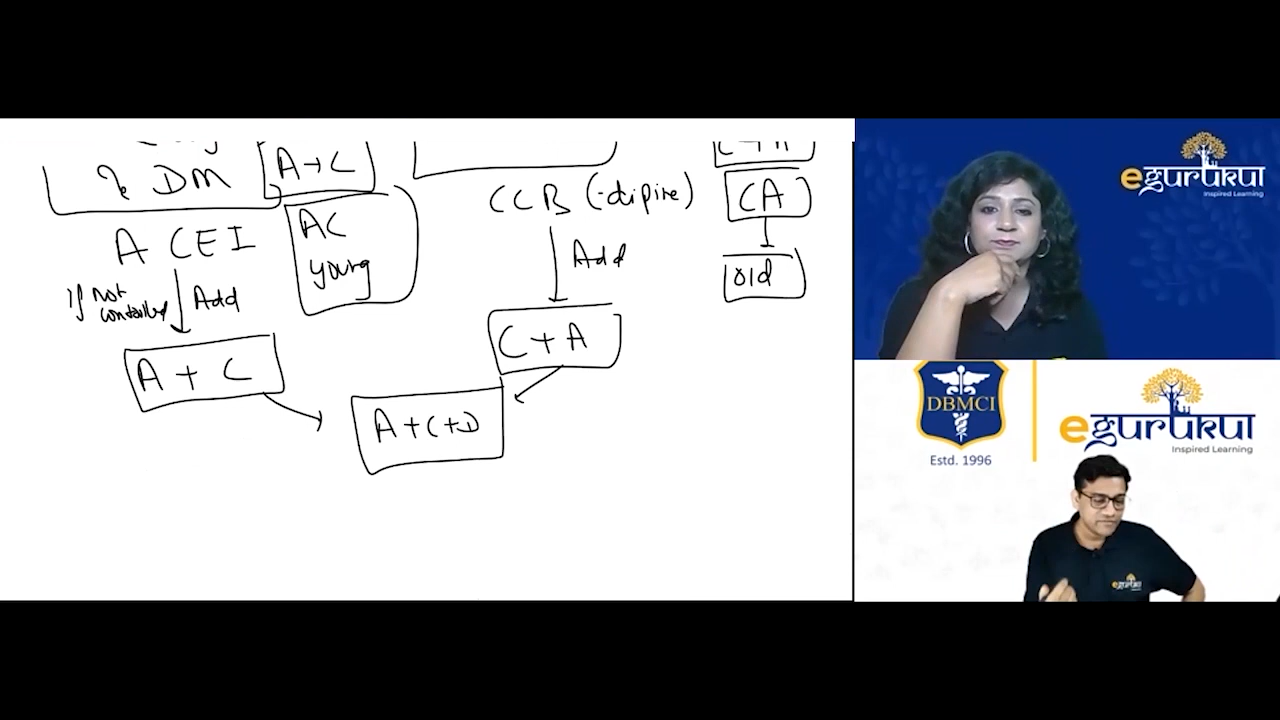 DM
A+C
ACEI
AC
young
If not
controlled
Add
A + C
CCB (-dipine)
Add
C + A
A+C+D
CA
old
egurukul
Inspired Learning
DBMCI
Estd. 1996
egurukul
Inspired Learning
egurukul